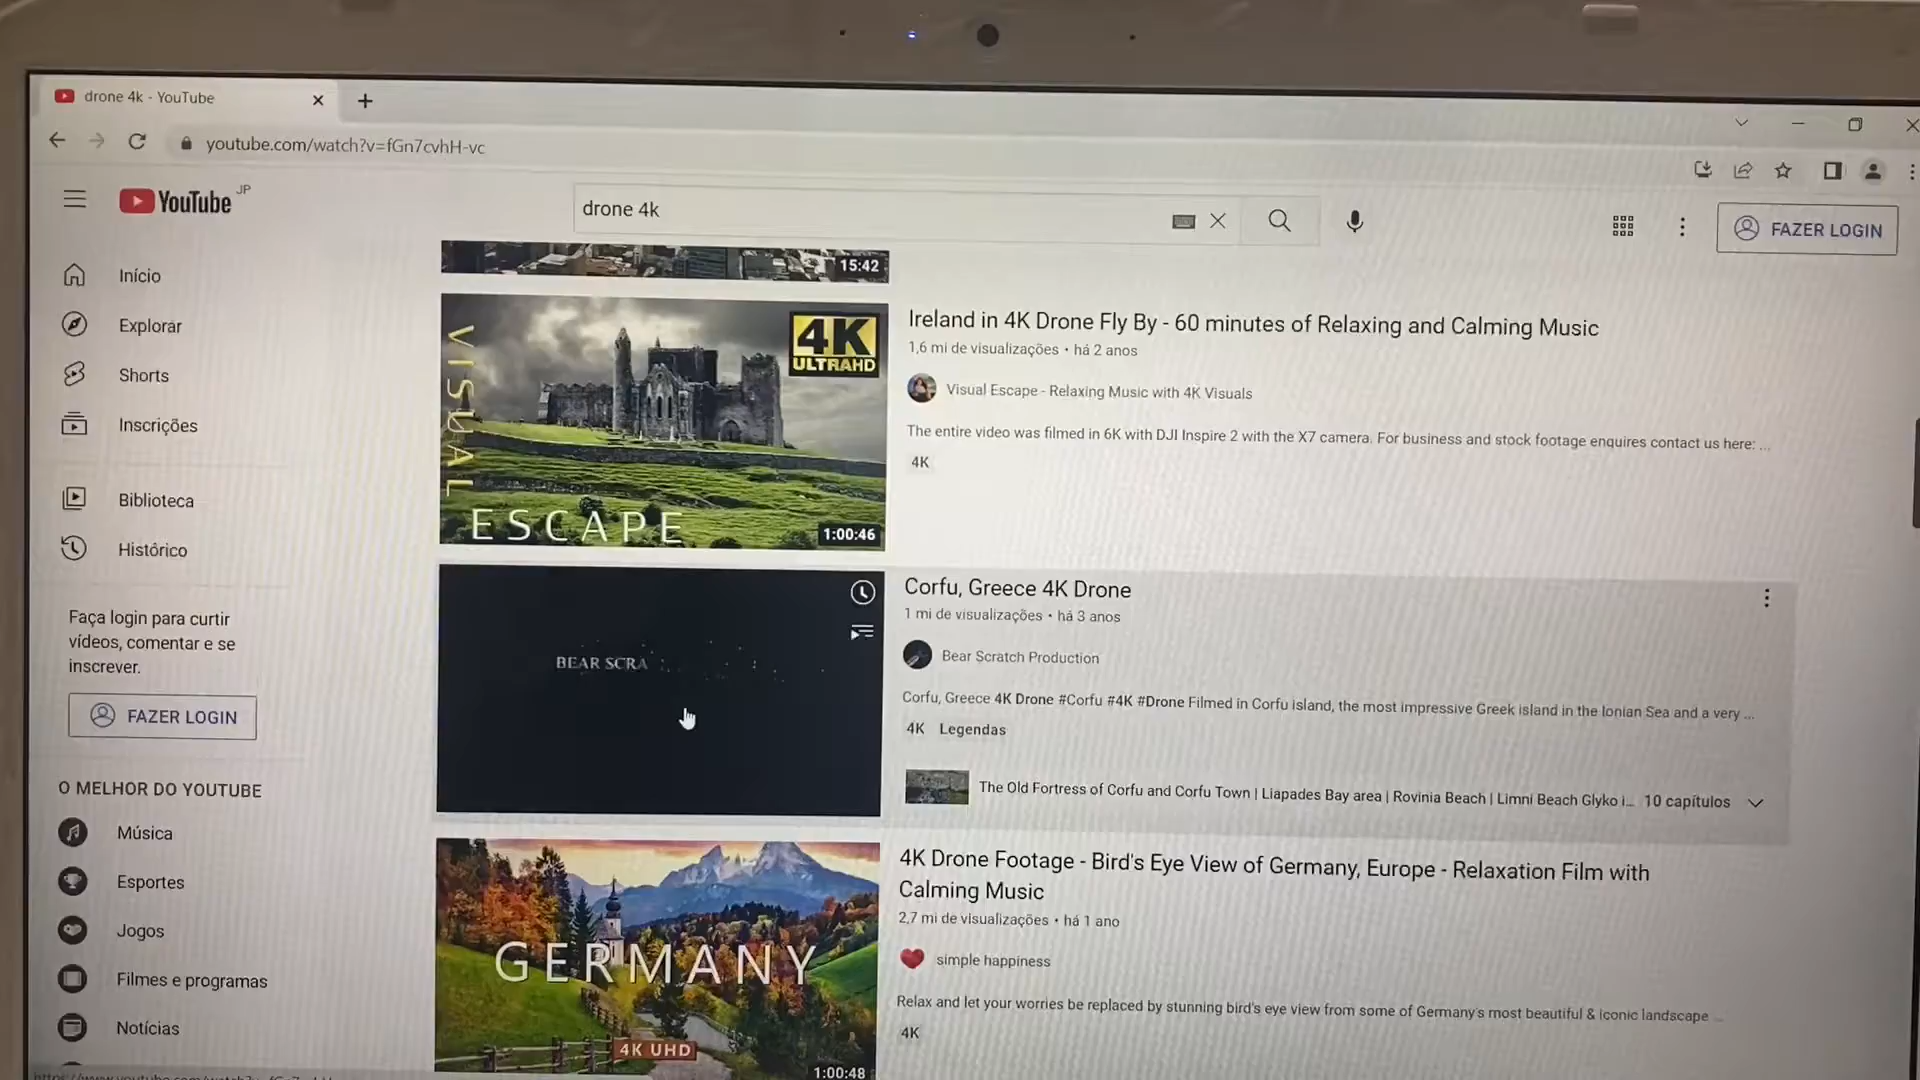 drone 4k - YouTube
youtube.com/watch?v=fGn7cvhH-vc
YouTube JP
drone 4k
FAZER LOGIN
Início
Explorar
Shorts
Inscrições
Biblioteca
Histórico
Faça login para curtir
vídeos, comentar e se
inscrever.
FAZER LOGIN
O MELHOR DO YOUTUBE
Música
Esportes
Jogos
Filmes e programas
Notícias
15:42
VISUAL
ESCAPE
4K
ULTRAHD
1:00:46
Ireland in 4K Drone Fly By - 60 minutes of Relaxing and Calming Music
1,6 mi de visualizações • há 2 anos
Visual Escape - Relaxing Music with 4K Visuals
The entire video was filmed in 6K with DJI Inspire 2 with the X7 camera. For business and stock footage enquires contact us here: ...
4K
BEAR SCRA
Corfu, Greece 4K Drone
1 mi de visualizações • há 3 anos
Bear Scratch Production
Corfu, Greece 4K Drone #Corfu #4K #Drone Filmed in Corfu island, the most impressive Greek island in the Ionian Sea and a very ...
4K Legendas
The Old Fortress of Corfu and Corfu Town | Liapades Bay area | Rovinia Beach | Limni Beach Glyko i... 10 capítulos
GERMANY
4K UHD
1:00:48
4K Drone Footage - Bird's Eye View of Germany, Europe - Relaxation Film with
Calming Music
2,7 mi de visualizações • há 1 ano
simple happiness
Relax and let your worries be replaced by stunning bird's eye view from some of Germany's most beautiful & iconic landscape ...
4K